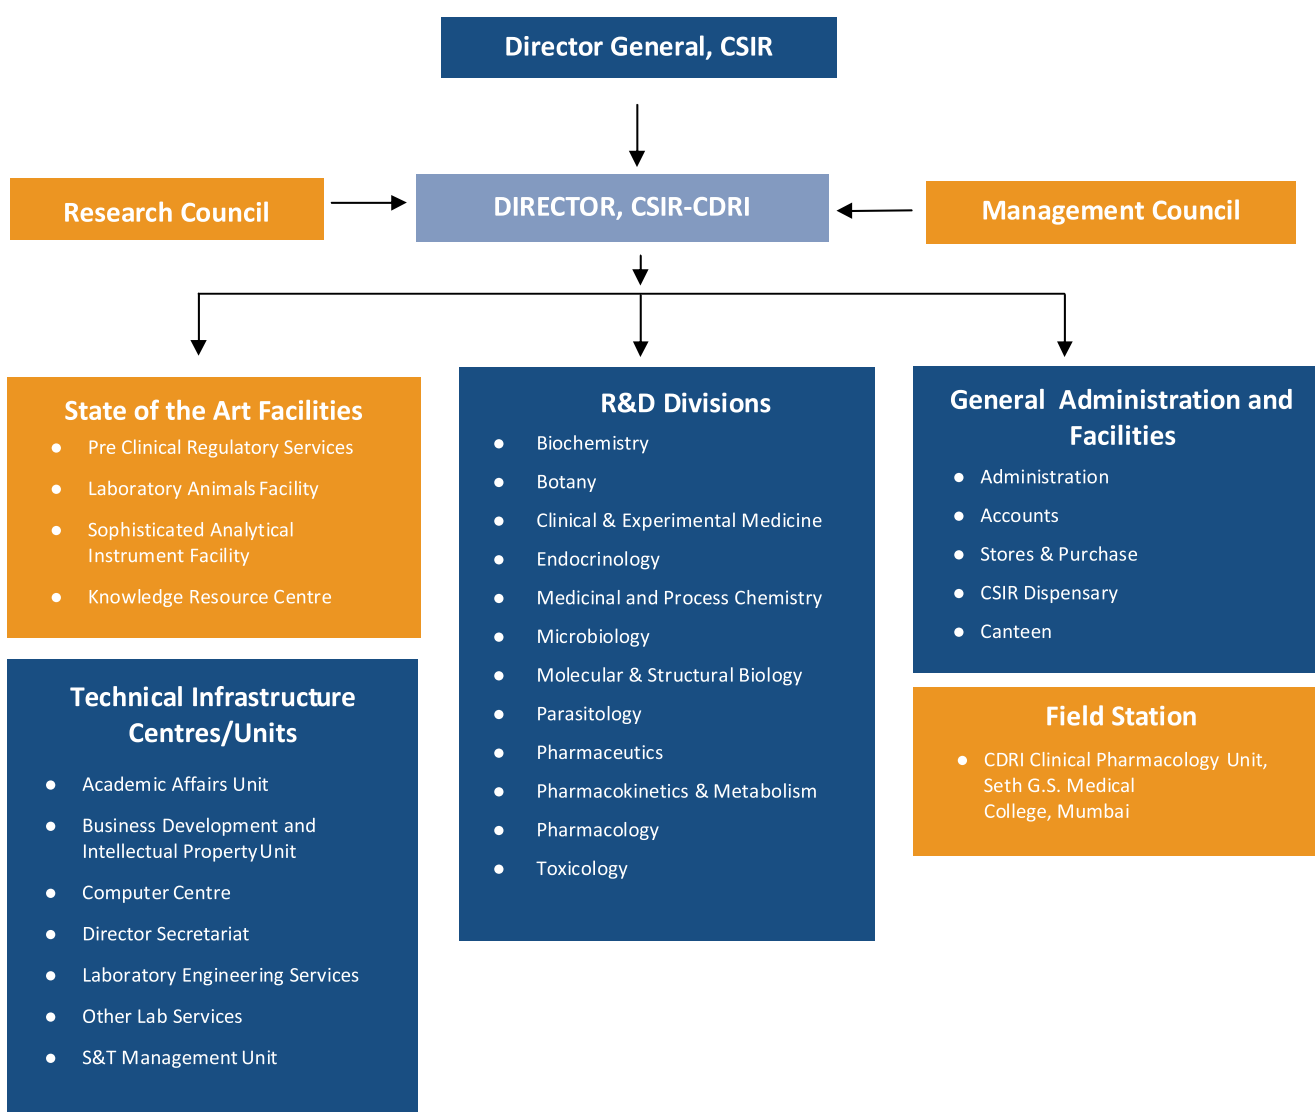 Director General, CSIR
Research Council
DIRECTOR, CSIR-CDRI
Management Council
State of the Art Facilities
● Pre Clinical Regulatory Services
● Laboratory Animals Facility
● Sophisticated Analytical
Instrument Facility
● Knowledge Resource Centre
Technical Infrastructure
Centres/Units
● Academic Affairs Unit
● Business Development and
Intellectual Property Unit
● Computer Centre
● Director Secretariat
● Laboratory Engineering Services
● Other Lab Services
● S&T Management Unit
R&D Divisions
● Biochemistry
● Botany
● Clinical & Experimental Medicine
● Endocrinology
● Medicinal and Process Chemistry
● Microbiology
● Molecular & Structural Biology
● Parasitology
● Pharmaceutics
● Pharmacokinetics & Metabolism
● Pharmacology
● Toxicology
General Administration and
Facilities
● Administration
● Accounts
● Stores & Purchase
● CSIR Dispensary
● Canteen
Field Station
● CDRI Clinical Pharmacology Unit,
Seth G.S. Medical
College, Mumbai